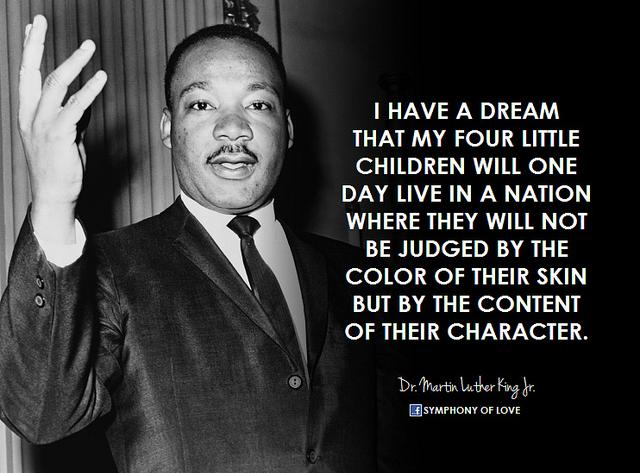 I HAVE A DREAM
THAT MY FOUR LITTLE
CHILDREN WILL ONE
DAY LIVE IN A NATION
WHERE THEY WILL NOT
BE JUDGED BY THE
COLOR OF THEIR SKIN
BUT BY THE CONTENT
OF THEIR CHARACTER.
Dr. Martin Luther King Jr.
f SYMPHONY OF LOVE